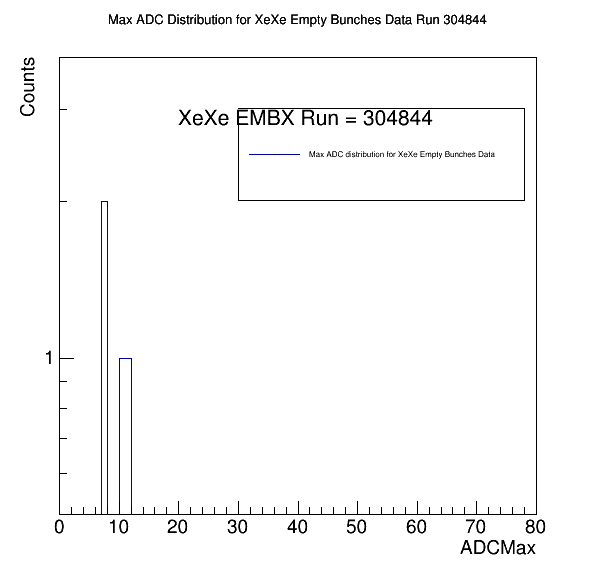 Max ADC Distribution for XeXe Empty Bunches Data Run 304844
Counts
XeXe EMBX Run = 304844
Max ADC distribution for XeXe Empty Bunches Data
1
0 10 20 30 40 50 60 70 80
ADCMax